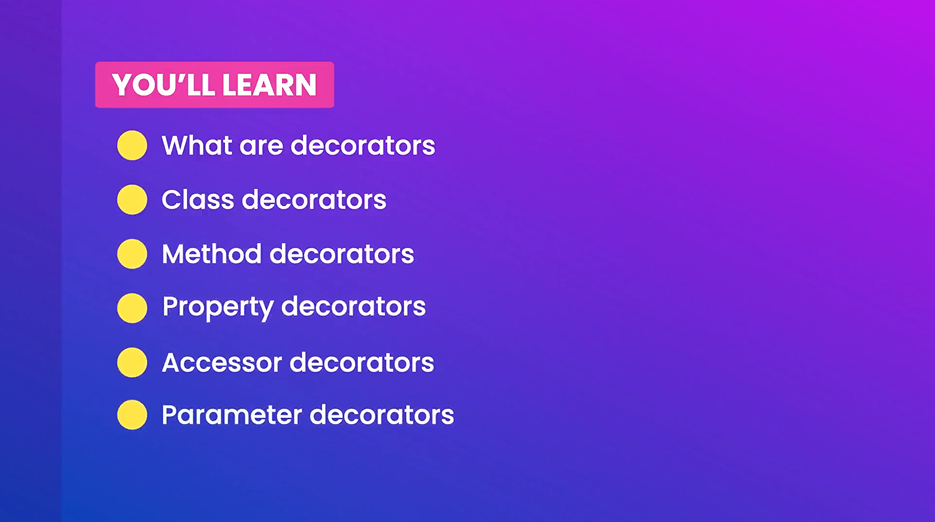 YOU’LL LEARN
What are decorators
Class decorators
Method decorators
Property decorators
Accessor decorators
Parameter decorators